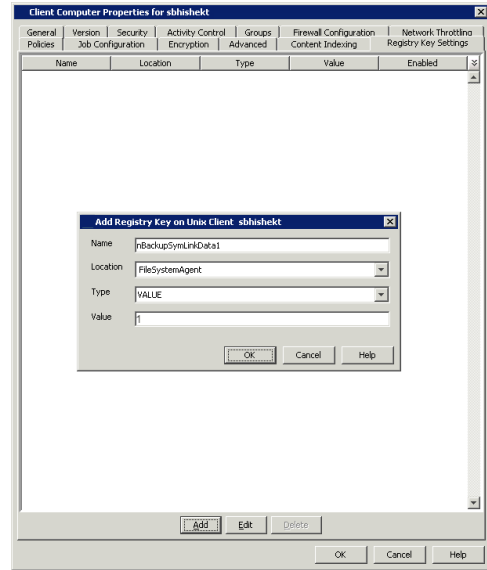 Client Computer Properties for sbhishekt
General Version Security Activity Control Groups Firewall Configuration Network Throttling
Policies Job Configuration Encryption Advanced Content Indexing Registry Key Settings
Name Location Type Value Enabled
Add Registry Key on Unix Client sbhishekt
Name nBackupSymLinkData1
Location FileSystemAgent
Type VALUE
Value 1
OK Cancel Help
Add Edit Delete
OK Cancel Help